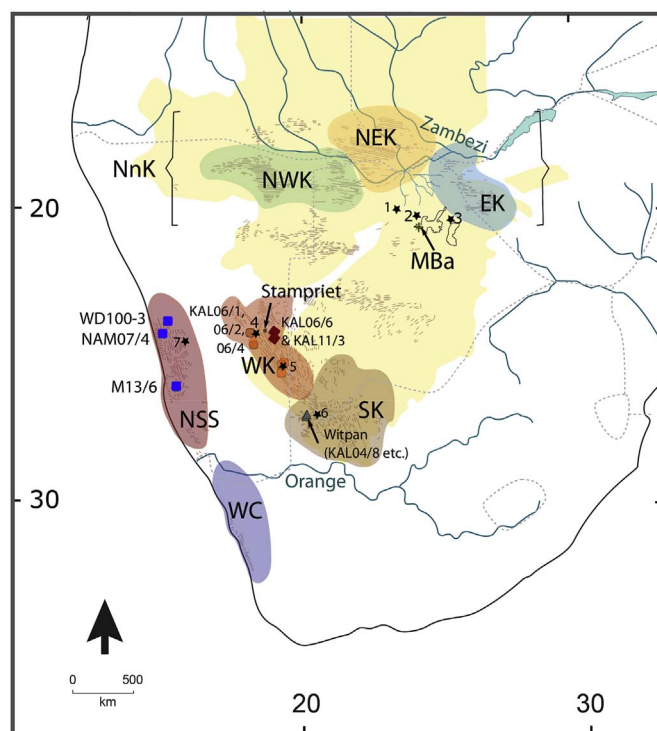 Zambezi
NEK
NnK
NWK
EK
20
1
2
3
MBa
Stampriet
KAL06/1,
06/2,
06/4
4
KAL06/6
& KAL11/3
WD100-3
NAM07/4
7
WK
5
M13/6
SK
6
NSS
Witpan
(KAL04/8 etc.)
Orange
30
WC
0 500
km
20 30